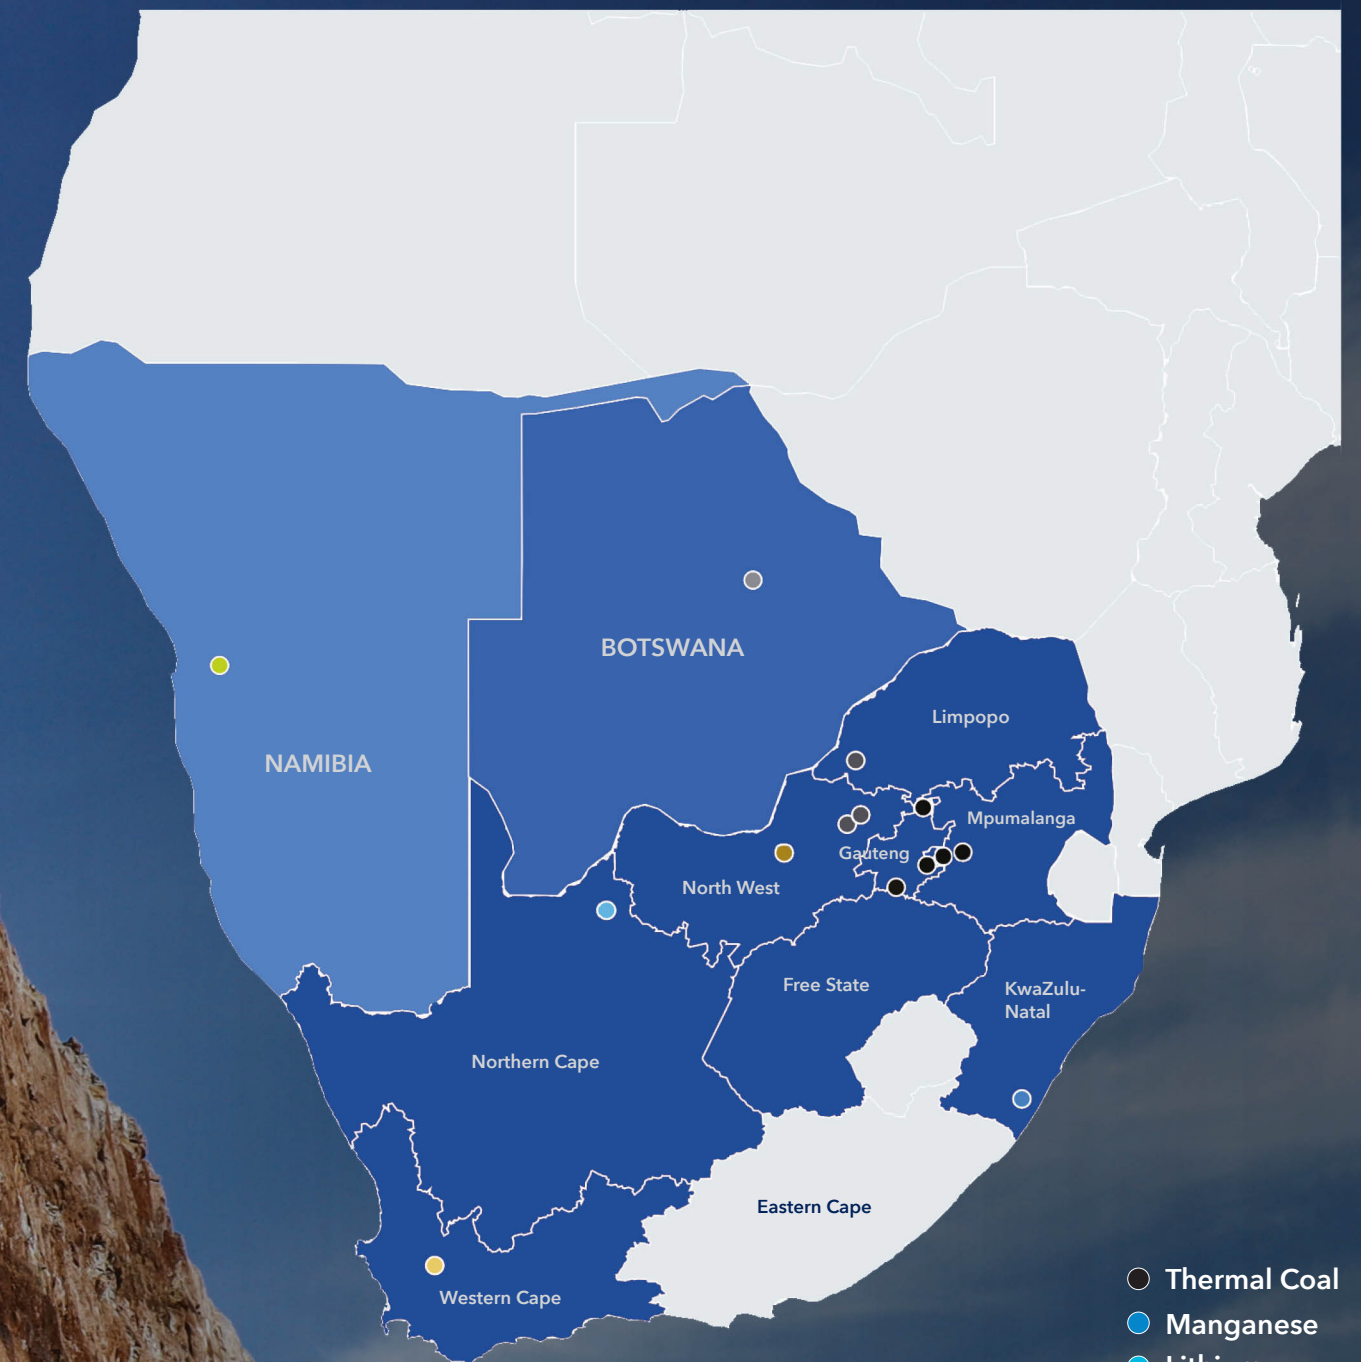 BOTSWANA
Limpopo
NAMIBIA
Mpumalanga
Gauteng
North West
Free State
KwaZulu-
Natal
Northern Cape
Eastern Cape
Western Cape
Thermal Coal
Manganese